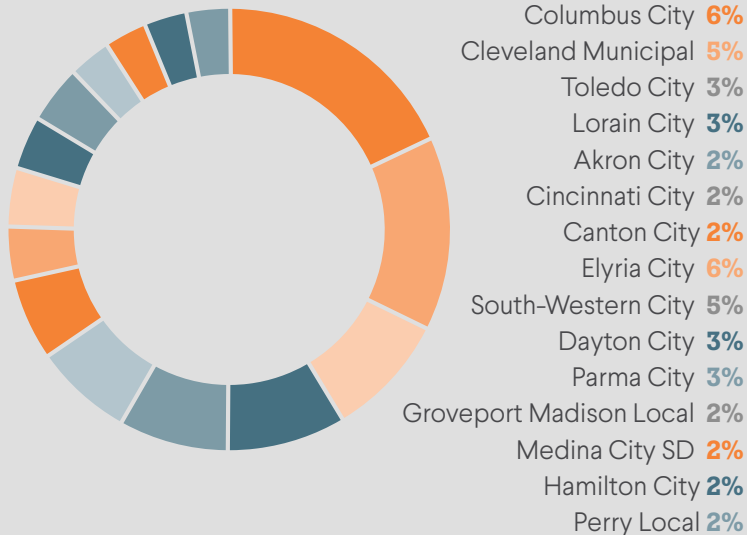 Columbus City 6%
Cleveland Municipal 5%
Toledo City 3%
Lorain City 3%
Akron City 2%
Cincinnati City 2%
Canton City 2%
Elyria City 6%
South-Western City 5%
Dayton City 3%
Parma City 3%
Groveport Madison Local 2%
Medina City SD 2%
Hamilton City 2%
Perry Local 2%